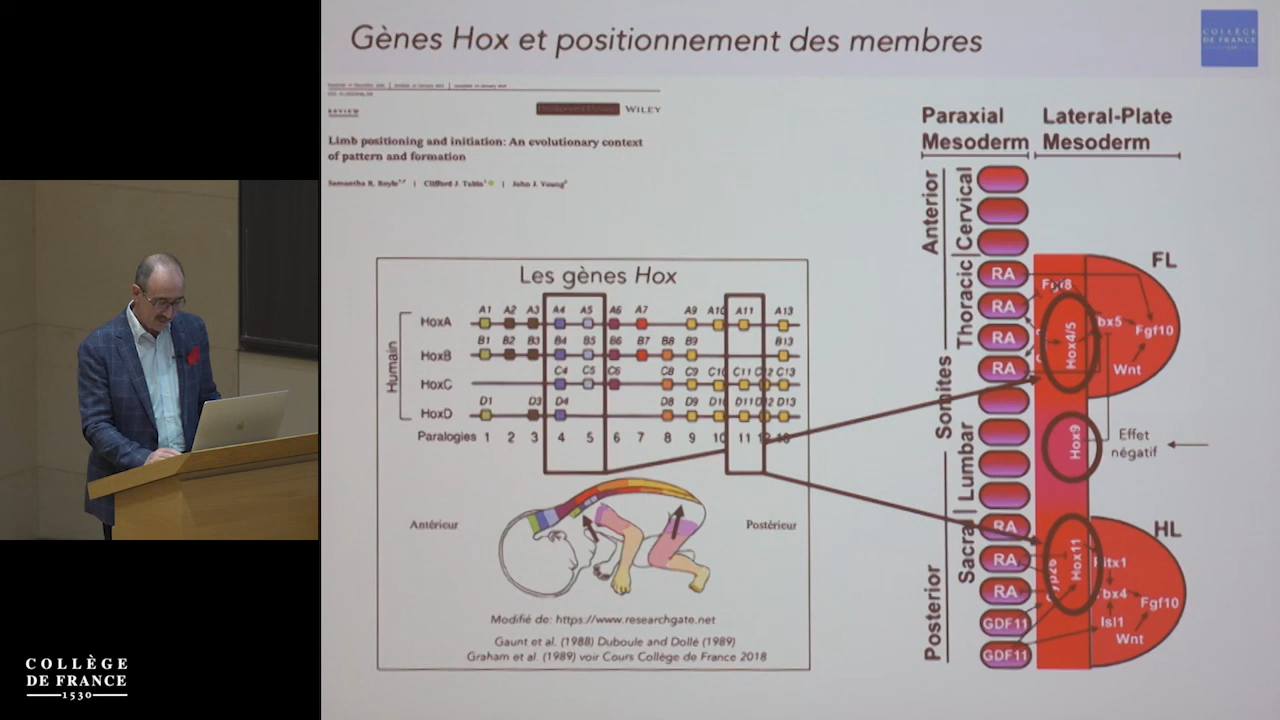 Gènes Hox et positionnement des membres
COLLÈGE
DE FRANCE
1530
REVIEW
WILEY
Limb positioning and initiation: An evolutionary context
of pattern and formation
Clifford J. Tabin
John J. Young
Les gènes Hox
Humain
HoxA
A1 A2 A3 A4 A5 A6 A7 A9 A10 A11 A13
HoxB
B1 B2 B3 B4 B5 B6 B7 B8 B9 B13
HoxC
C4 C5 C6 C8 C9 C10 C11 C12 C13
HoxD
D1 D3 D4 D8 D9 D10 D11 D12 D13
Paralogies 1 2 3 4 5 6 7 8 9 10 11 12 13
Antérieur
Postérieur
Modifié de: https://www.researchgate.net
Gaunt et al. (1988) Duboule and Dollé (1989)
Graham et al. (1989) voir Cours Collège de France 2018
Paraxial
Mesoderm
Lateral-Plate
Mesoderm
Anterior
Posterior
Somites
Cervical
Thoracic
Lumbar
Sacral
RA
RA
RA
RA
RA
RA
RA
GDF11
GDF11
FL
Hox4/5
Fgf10
Wnt
Hox9
Effet
négatif
HL
Hox11
Fgf10
Isl1
Wnt
COLLÈGE
DE FRANCE
1530